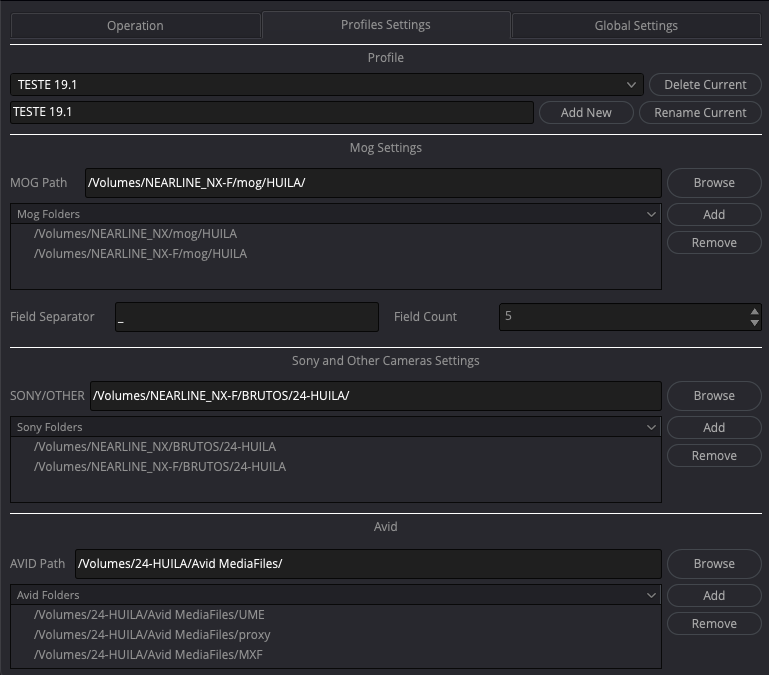 Operation
Profiles Settings
Global Settings
Profile
TESTE 19.1
Delete Current
TESTE 19.1
Add New
Rename Current
Mog Settings
MOG Path
/Volumes/NEARLINE_NX-F/mog/HUILA/
Browse
Mog Folders
Add
/Volumes/NEARLINE_NX/mog/HUILA
/Volumes/NEARLINE_NX-F/mog/HUILA
Remove
Field Separator
_
Field Count
5
Sony and Other Cameras Settings
SONY/OTHER
/Volumes/NEARLINE_NX-F/BRUTOS/24-HUILA/
Browse
Sony Folders
Add
/Volumes/NEARLINE_NX/BRUTOS/24-HUILA
/Volumes/NEARLINE_NX-F/BRUTOS/24-HUILA
Remove
Avid
AVID Path
/Volumes/24-HUILA/Avid MediaFiles/
Browse
Avid Folders
Add
/Volumes/24-HUILA/Avid MediaFiles/UME
/Volumes/24-HUILA/Avid MediaFiles/proxy
/Volumes/24-HUILA/Avid MediaFiles/MXF
Remove